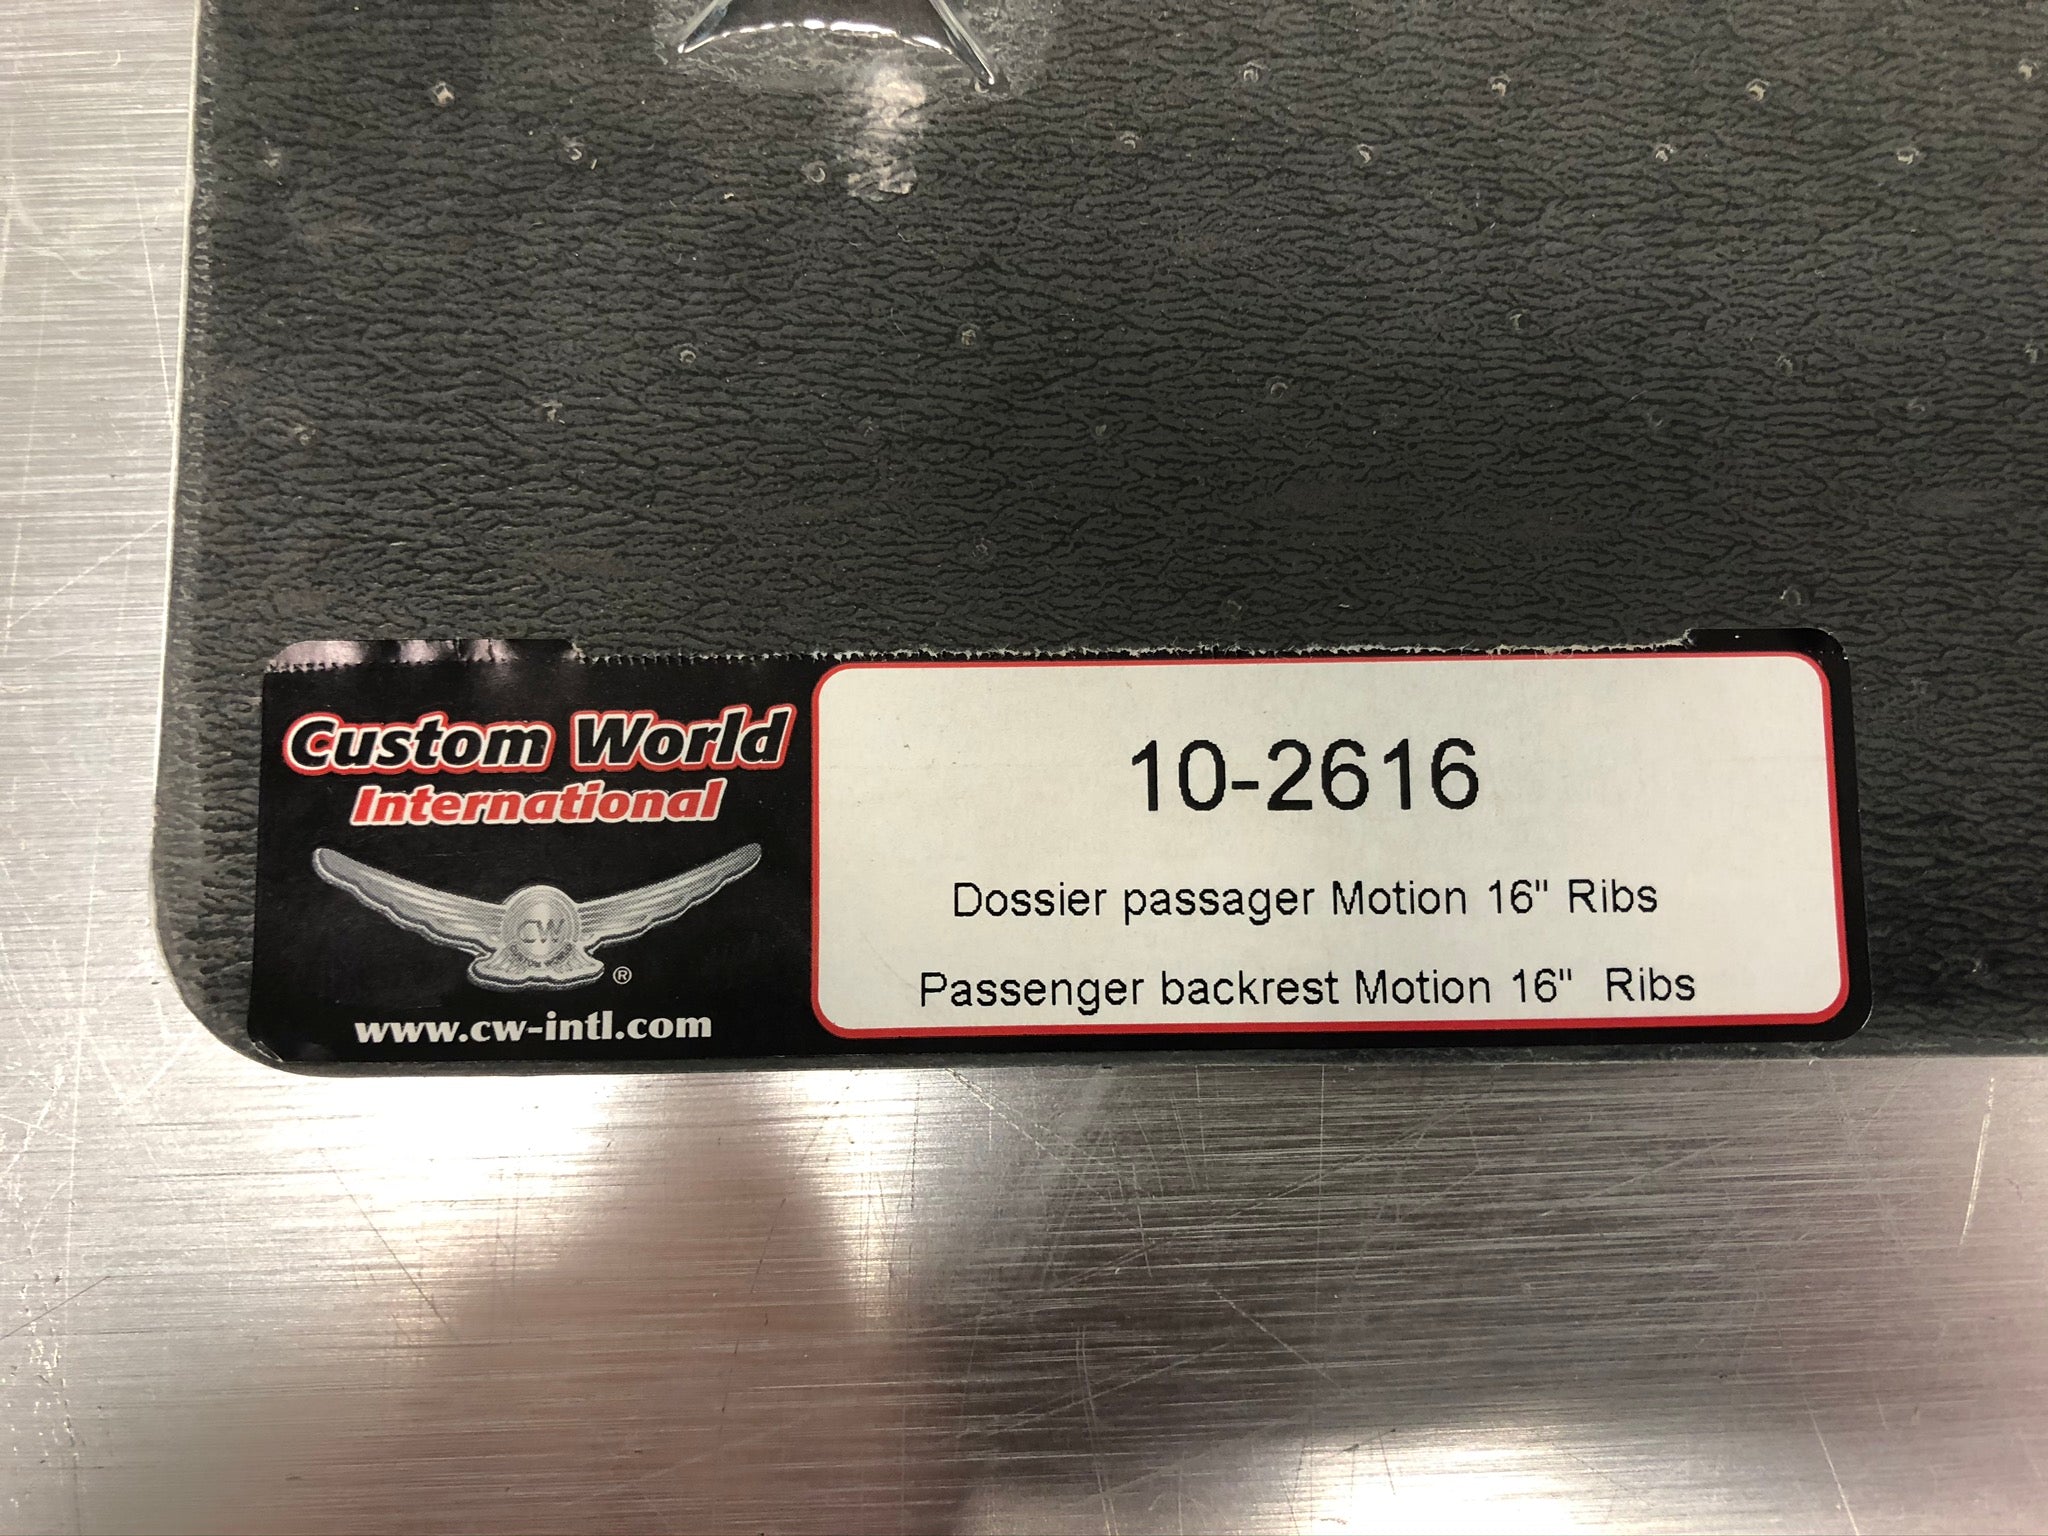 Custom World
International
CW
®
www.cw-intl.com
10-2616
Dossier passager Motion 16" Ribs
Passenger backrest Motion 16" Ribs